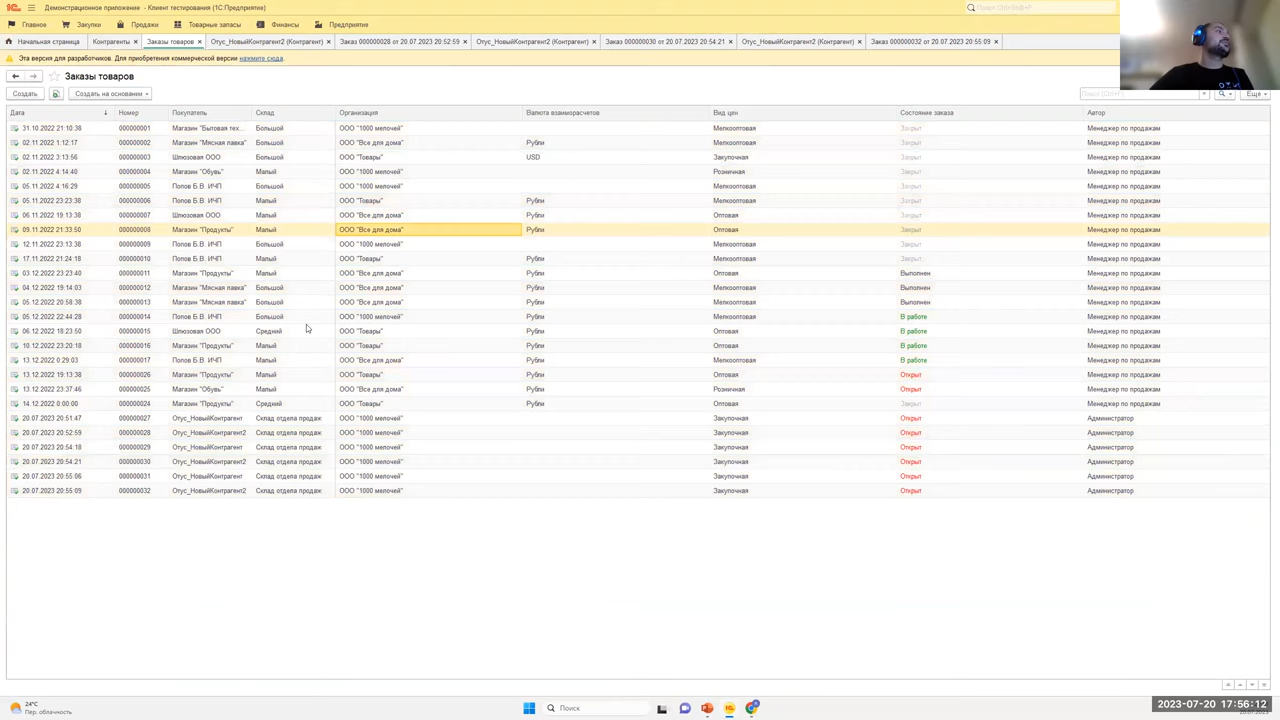 Демонстрационное приложение - Клиент тестирования (1С:Предприятие)
Поиск Ctrl+Shift+F
Главное Закупки Продажи Товарные запасы Финансы Предприятие
Начальная страница Контрагенты × Заказы товаров × Отус_НовыйКонтрагент2 (Контрагент) × Заказ 000000028 от 20.07.2023 20:52:59 × Отус_НовыйКонтрагент2 (Контрагент) × Заказ 000000030 от 20.07.2023 20:54:21 × Отус_НовыйКонтрагент2 (Контрагент) × Заказ 000000032 от 20.07.2023 20:55:09 ×
Эта версия для разработчиков. Для приобретения коммерческой версии нажмите сюда.
Заказы товаров
Создать Создать на основании Поиск (Ctrl+F) Еще
Дата Номер Покупатель Склад Организация Валюта взаиморасчетов Вид цен Состояние заказа Автор
31.10.2022 21:10:38 000000001 Магазин "Бытовая тех... Большой ООО "1000 мелочей" Мелкооптовая Закрыт Менеджер по продажам
02.11.2022 1:12:17 000000002 Магазин "Мясная лавка" Большой ООО "Все для дома" Рубли Мелкооптовая Закрыт Менеджер по продажам
02.11.2022 3:13:56 000000003 Шлюзовая ООО Большой ООО "Товары" USD Закупочная Закрыт Менеджер по продажам
02.11.2022 4:14:40 000000004 Магазин "Обувь" Малый ООО "1000 мелочей" Розничная Закрыт Менеджер по продажам
05.11.2022 4:16:29 000000005 Попов Б.В. ИЧП Большой ООО "1000 мелочей" Мелкооптовая Закрыт Менеджер по продажам
05.11.2022 23:23:38 000000006 Попов Б.В. ИЧП Малый ООО "Товары" Рубли Мелкооптовая Закрыт Менеджер по продажам
06.11.2022 19:13:38 000000007 Шлюзовая ООО Малый ООО "Все для дома" Рубли Оптовая Закрыт Менеджер по продажам
09.11.2022 21:33:50 000000008 Магазин "Продукты" Малый ООО "Все для дома" Рубли Оптовая Закрыт Менеджер по продажам
12.11.2022 23:13:38 000000009 Попов Б.В. ИЧП Большой ООО "1000 мелочей" Мелкооптовая Закрыт Менеджер по продажам
17.11.2022 21:24:18 000000010 Попов Б.В. ИЧП Малый ООО "Товары" Рубли Мелкооптовая Закрыт Менеджер по продажам
03.12.2022 23:23:40 000000011 Магазин "Продукты" Малый ООО "Все для дома" Рубли Оптовая Выполнен Менеджер по продажам
04.12.2022 19:14:03 000000012 Магазин "Мясная лавка" Большой ООО "Все для дома" Рубли Мелкооптовая Выполнен Менеджер по продажам
05.12.2022 20:58:38 000000013 Магазин "Мясная лавка" Большой ООО "Все для дома" Рубли Мелкооптовая Выполнен Менеджер по продажам
05.12.2022 22:44:28 000000014 Попов Б.В. ИЧП Большой ООО "1000 мелочей" Рубли Мелкооптовая В работе Менеджер по продажам
06.12.2022 18:23:50 000000015 Шлюзовая ООО Средний ООО "Товары" Рубли Оптовая В работе Менеджер по продажам
10.12.2022 23:20:18 000000016 Магазин "Продукты" Малый ООО "Товары" Рубли Оптовая В работе Менеджер по продажам
13.12.2022 0:29:03 000000017 Попов Б.В. ИЧП Малый ООО "Все для дома" Рубли Мелкооптовая В работе Менеджер по продажам
13.12.2022 19:13:38 000000026 Магазин "Продукты" Малый ООО "Товары" Рубли Оптовая Открыт Менеджер по продажам
13.12.2022 23:37:46 000000025 Магазин "Обувь" Малый ООО "Все для дома" Рубли Розничная Открыт Менеджер по продажам
14.12.2022 0:00:00 000000024 Магазин "Продукты" Средний ООО "Товары" Рубли Оптовая Закрыт Менеджер по продажам
20.07.2023 20:51:47 000000027 Отус_НовыйКонтрагент Склад отдела продаж ООО "1000 мелочей" Закупочная Открыт Администратор
20.07.2023 20:52:59 000000028 Отус_НовыйКонтрагент2 Склад отдела продаж ООО "1000 мелочей" Закупочная Открыт Администратор
20.07.2023 20:54:18 000000029 Отус_НовыйКонтрагент Склад отдела продаж ООО "1000 мелочей" Закупочная Открыт Администратор
20.07.2023 20:54:21 000000030 Отус_НовыйКонтрагент2 Склад отдела продаж ООО "1000 мелочей" Закупочная Открыт Администратор
20.07.2023 20:55:06 000000031 Отус_НовыйКонтрагент Склад отдела продаж ООО "1000 мелочей" Закупочная Открыт Администратор
20.07.2023 20:55:09 000000032 Отус_НовыйКонтрагент2 Склад отдела продаж ООО "1000 мелочей" Закупочная Открыт Администратор
24°C
Пер. облачность
Поиск
2023-07-20 17:56:12